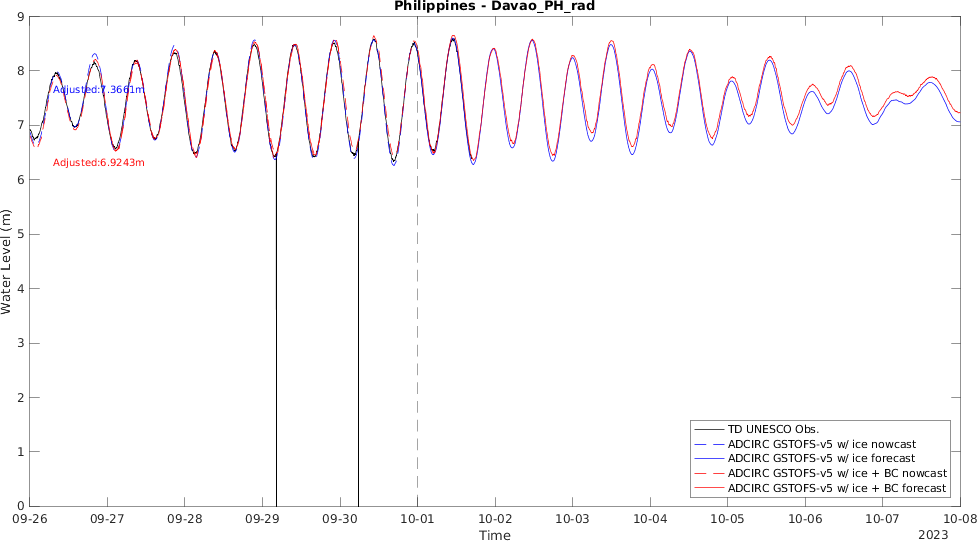 Philippines - Davao_PH_rad
Water Level (m)
9
8
7
6
5
4
3
2
1
0
Adjusted:7.3661m
Adjusted:6.9243m
TD UNESCO Obs.
ADCIRC GSTOFS-v5 w/ ice nowcast
ADCIRC GSTOFS-v5 w/ ice forecast
ADCIRC GSTOFS-v5 w/ ice + BC nowcast
ADCIRC GSTOFS-v5 w/ ice + BC forecast
09-26 09-27 09-28 09-29 09-30 10-01 10-02 10-03 10-04 10-05 10-06 10-07 10-08
Time
2023